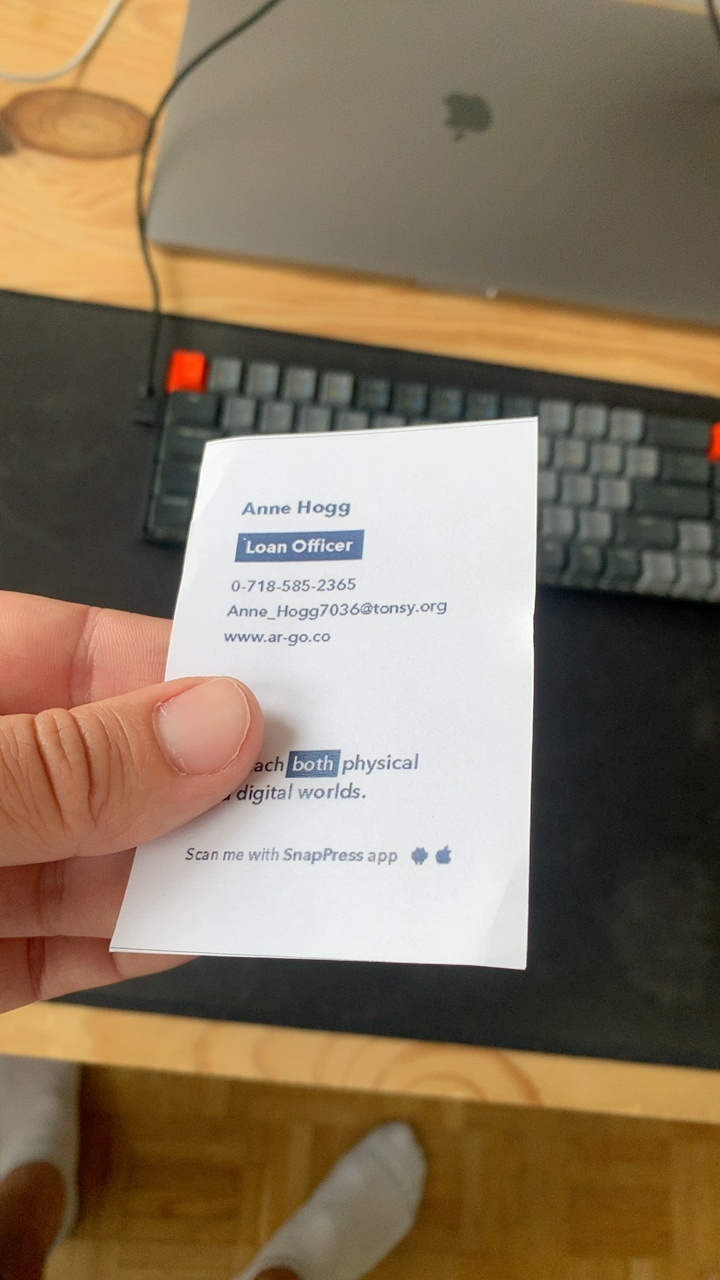 Anne Hogg
Loan Officer
0-718-585-2365
Anne_Hogg7036@tonsy.org
www.ar-go.co
both physical
digital worlds.
Scan me with SnapPress app